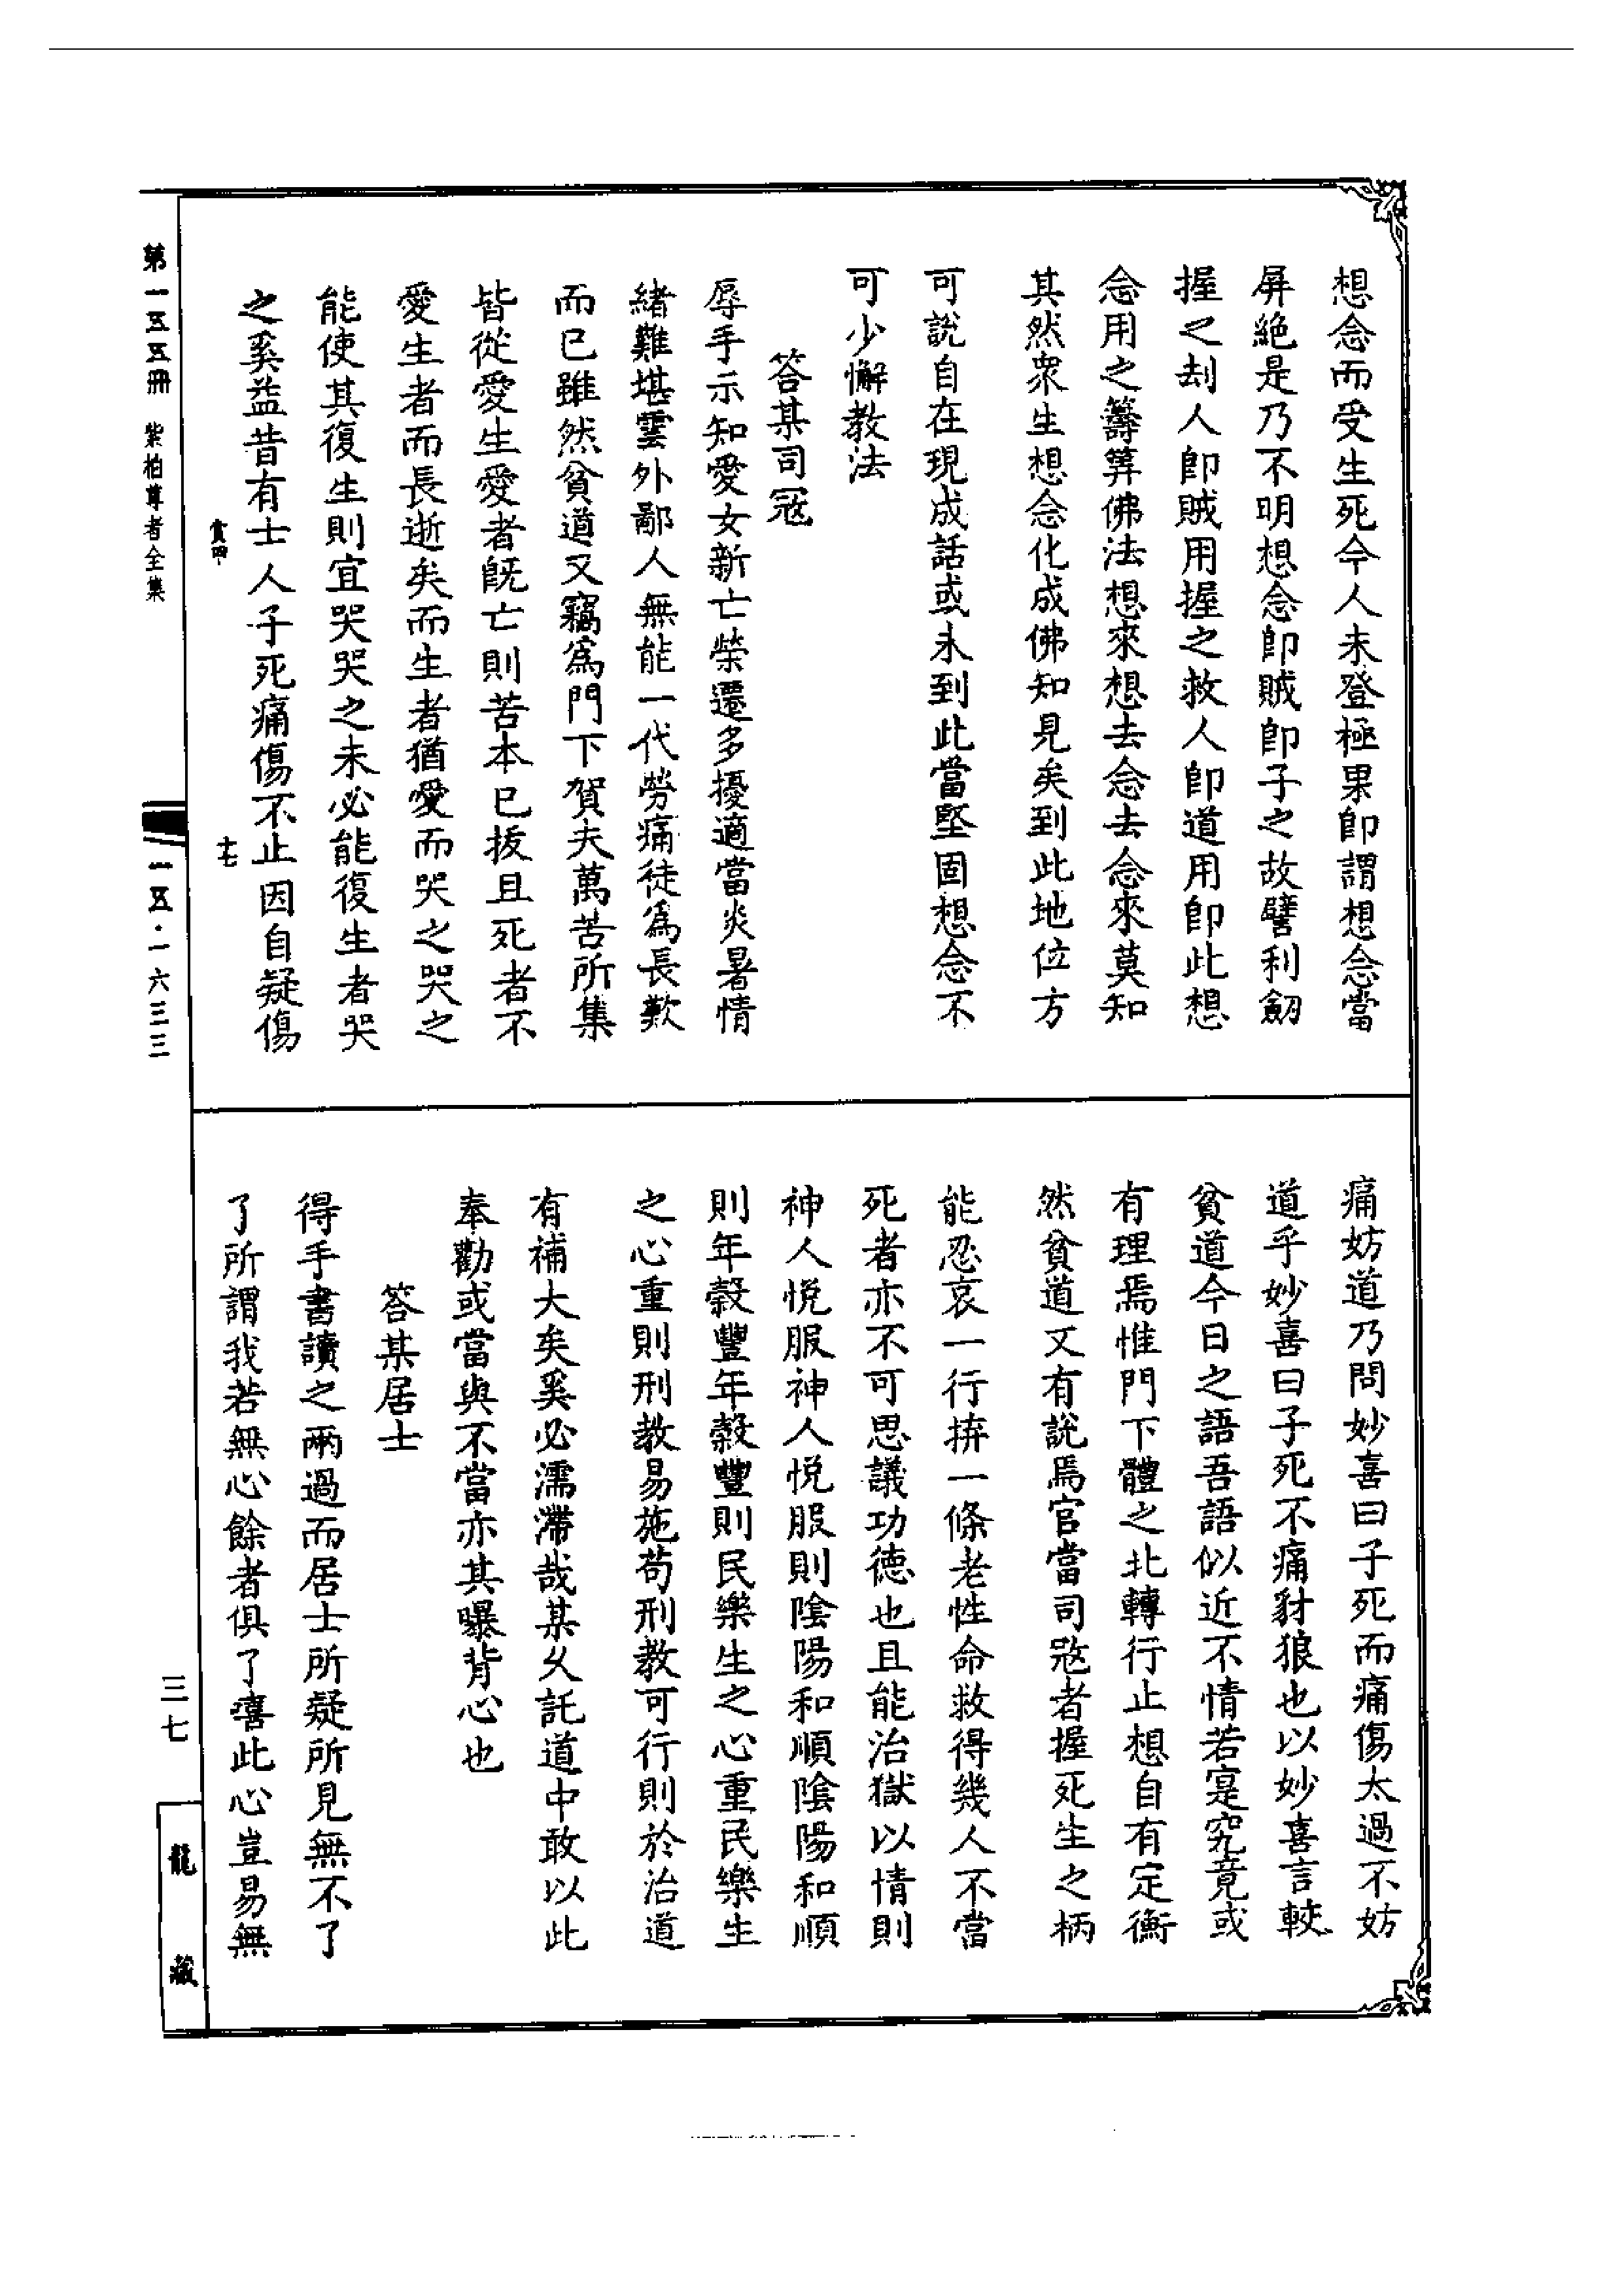 想念而受生死今人未登極果卽謂想念當
屏絶是乃不明想念卽賊卽子之故譬利劒
握之刦人卽賊用握之救人卽道用卽此想
念用之籌筭佛法想來想去念去念來莫知
其然衆生想念化成佛知見矣到此地位方
可說自在現成話或未到此當堅固想念不
可少懈教法
答某司冦
辱手示知愛女新亡榮遷多擾適當炎暑情
緒難堪雲外鄙人無能一代勞痛徒爲長歎
而已雖然貧道又竊爲門下賀夫萬苦所集
皆從愛生愛者旣亡則苦本已拔且死者不
愛生者而長逝矣而生者猶愛而哭之哭之
能使其復生則宜哭哭之未必能復生者哭
之奚益昔有士人子死痛傷不止因自疑傷
痛妨道乃問妙喜曰子死而痛傷太過不妨
道乎妙喜曰子死不痛豺狼也以妙喜言較
貧道今日之語吾語似近不情若寔究竟或
有理焉惟門下體之北轉行止想自有定衡
然貧道又有說焉官當司宼者握死生之柄
能忍哀一行拚一條老性命救得幾人不當
死者亦不可思議功德也且能治獄以情則
神人悅服神人悅服則陰陽和順陰陽和順
則年穀豐年穀豐則民樂生之心重民樂生
之心重則刑教易施苟刑教可行則於治道
有補大矣奚必濡滯哉某乆託道中敢以此
奉勸或當與不當亦其曝背心也
答某居士
得手書讀之兩過而居士所疑所見無不了
了所謂我若無心餘者俱了嘻此心豈易無
第一五五冊 紫柏尊者全集
一五·一六三三
三七
龍藏
十七